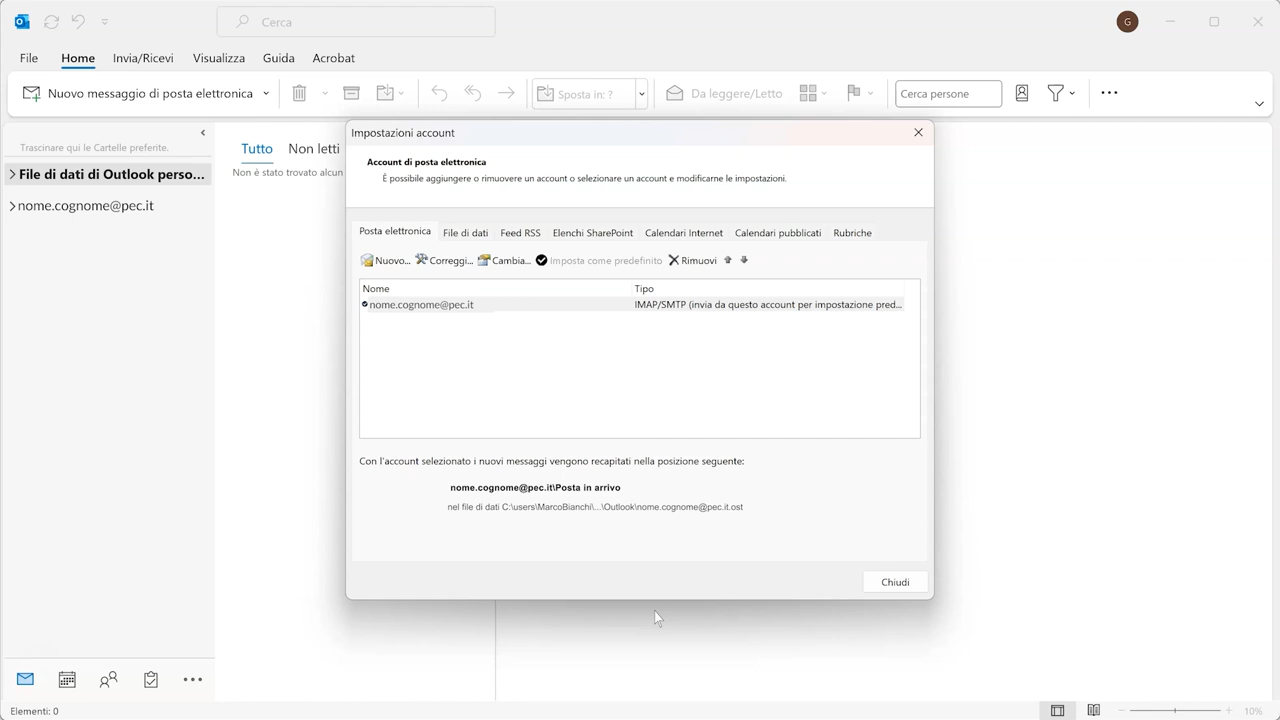 Cerca
G
File Home Invia/Ricevi Visualizza Guida Acrobat
Nuovo messaggio di posta elettronica Sposta in: ? Da leggere/Letto Cerca persone
Trascinare qui le Cartelle preferite.
File di dati di Outlook perso...
nome.cognome@pec.it
Tutto Non letti
Non è stato trovato alcun
Impostazioni account
Account di posta elettronica
È possibile aggiungere o rimuovere un account o selezionare un account e modificarne le impostazioni.
Posta elettronica File di dati Feed RSS Elenchi SharePoint Calendari Internet Calendari pubblicati Rubriche
Nuovo... Correggi... Cambia... Imposta come predefinito Rimuovi
Nome Tipo
nome.cognome@pec.it IMAP/SMTP (invia da questo account per impostazione pred...
Con l'account selezionato i nuovi messaggi vengono recapitati nella posizione seguente:
nome.cognome@pec.it\Posta in arrivo
nel file di dati C:\users\MarcoBianchi\...\Outlook\nome.cognome@pec.it.ost
Chiudi
Elementi: 0
10%